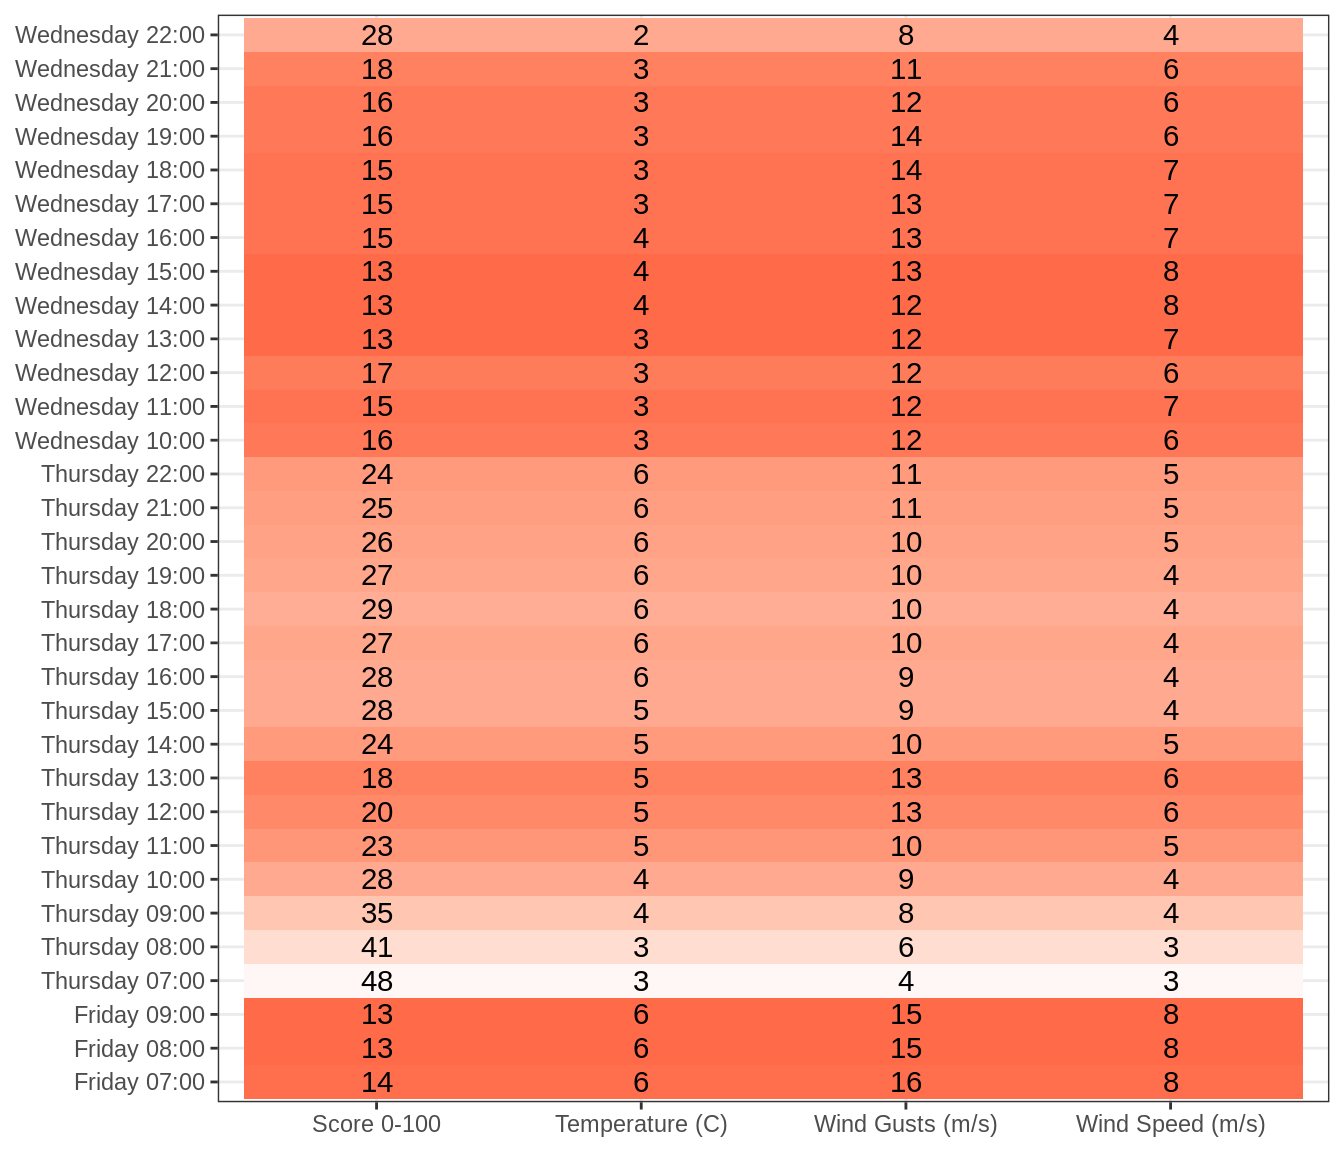 Wednesday 22:00 28 2 8 4
Wednesday 21:00 18 3 11 6
Wednesday 20:00 16 3 12 6
Wednesday 19:00 16 3 14 6
Wednesday 18:00 15 3 14 7
Wednesday 17:00 15 3 13 7
Wednesday 16:00 15 4 13 7
Wednesday 15:00 13 4 13 8
Wednesday 14:00 13 4 12 8
Wednesday 13:00 13 3 12 7
Wednesday 12:00 17 3 12 6
Wednesday 11:00 15 3 12 7
Wednesday 10:00 16 3 12 6
Thursday 22:00 24 6 11 5
Thursday 21:00 25 6 11 5
Thursday 20:00 26 6 10 5
Thursday 19:00 27 6 10 4
Thursday 18:00 29 6 10 4
Thursday 17:00 27 6 10 4
Thursday 16:00 28 6 9 4
Thursday 15:00 28 5 9 4
Thursday 14:00 24 5 10 5
Thursday 13:00 18 5 13 6
Thursday 12:00 20 5 13 6
Thursday 11:00 23 5 10 5
Thursday 10:00 28 4 9 4
Thursday 09:00 35 4 8 4
Thursday 08:00 41 3 6 3
Thursday 07:00 48 3 4 3
Friday 09:00 13 6 15 8
Friday 08:00 13 6 15 8
Friday 07:00 14 6 16 8
Score 0-100 Temperature (C) Wind Gusts (m/s) Wind Speed (m/s)